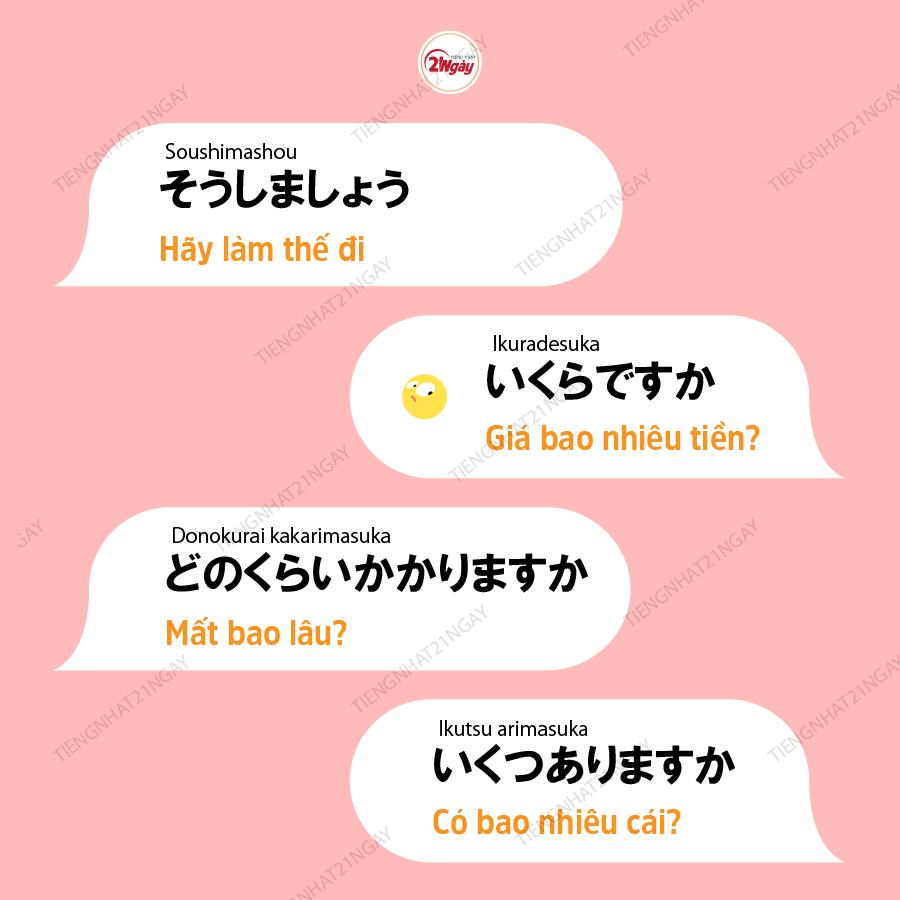 TIẾNG NHẬT
21Ngày
Soushimashou
そうしましょう
Hãy làm thế đi
Ikuradesuka
いくらですか
Giá bao nhiêu tiền?
Donokurai kakarimasuka
どのくらいかかりますか
Mất bao lâu?
Ikutsu arimasuka
いくつありますか
Có bao nhiêu cái?
TIENGNHAT21NGAY